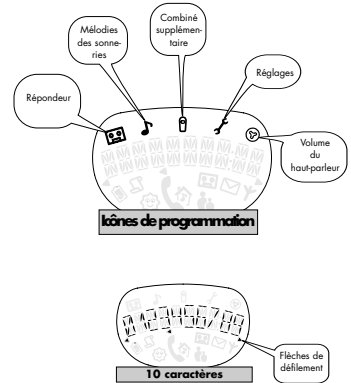 Combiné
supplémen-
taire
Mélodies
des sonne-
ries
Réglages
Répondeur
Volume
du
haut-parleur
Icônes de programmation
Flèches de
défilement
10 caractères